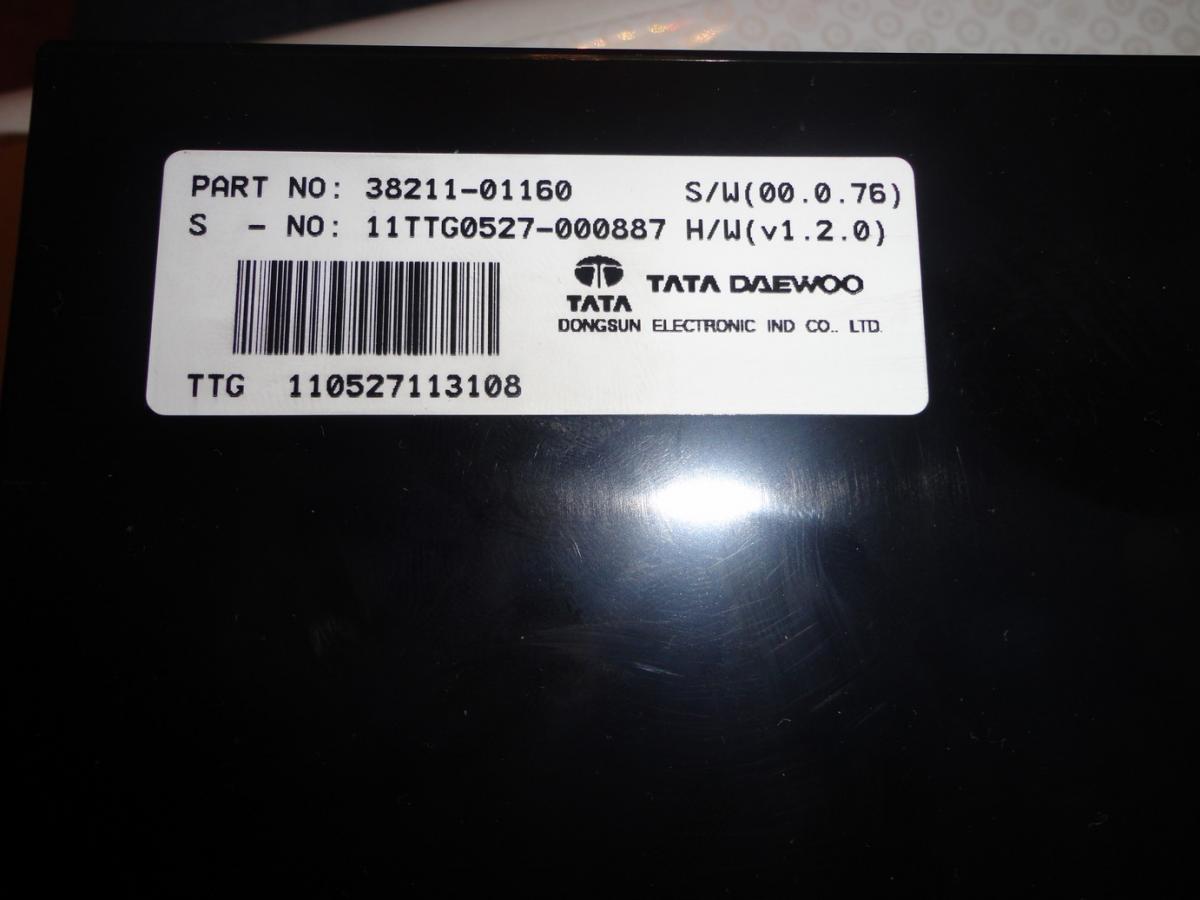 PART NO: 38211-01160 S/W(00.0.76)
S - NO: 11TTG0527-000887 H/W(v1.2.0)
TATA TATA DAEWOO
DONGSUN ELECTRONIC IND CO.. LTD.
TTG 110527113108